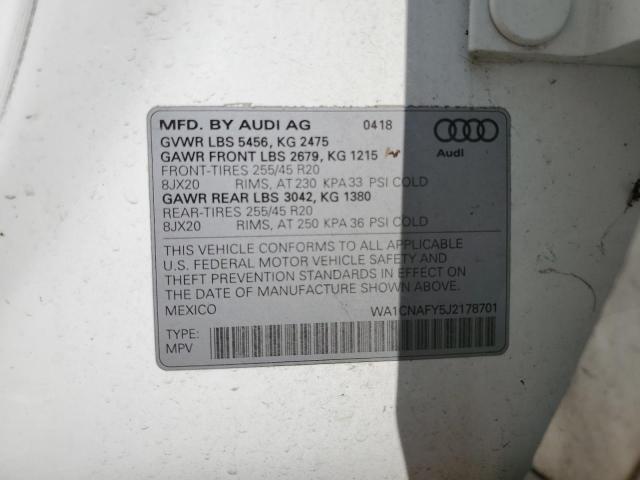 MFD. BY AUDI AG 0418
GVWR LBS 5456, KG 2475
GAWR FRONT LBS 2679, KG 1215
FRONT-TIRES 255/45 R20
8JX20 RIMS, AT 230 KPA 33 PSI COLD
GAWR REAR LBS 3042, KG 1380
REAR-TIRES 255/45 R20
8JX20 RIMS, AT 250 KPA 36 PSI COLD
Audi
THIS VEHICLE CONFORMS TO ALL APPLICABLE
U.S. FEDERAL MOTOR VEHICLE SAFETY AND
THEFT PREVENTION STANDARDS IN EFFECT ON
THE DATE OF MANUFACTURE SHOWN ABOVE.
MEXICO WA1CNAFY5J2178701
TYPE:
MPV